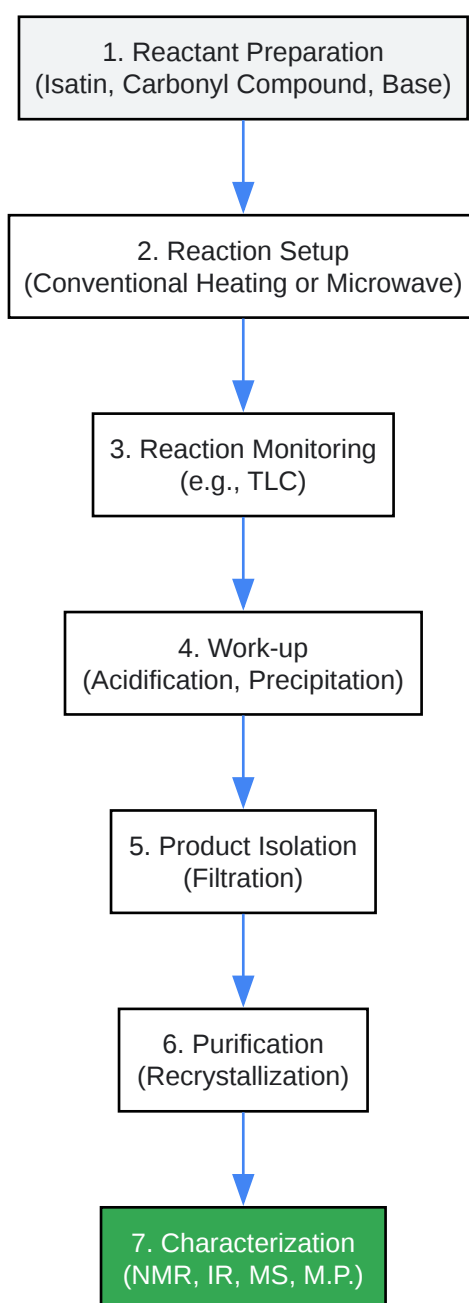 1. Reactant Preparation
(Isatin, Carbonyl Compound, Base)
2. Reaction Setup
(Conventional Heating or Microwave)
3. Reaction Monitoring
(e.g., TLC)
4. Work-up
(Acidification, Precipitation)
5. Product Isolation
(Filtration)
6. Purification
(Recrystallization)
7. Characterization
(NMR, IR, MS, M.P.)